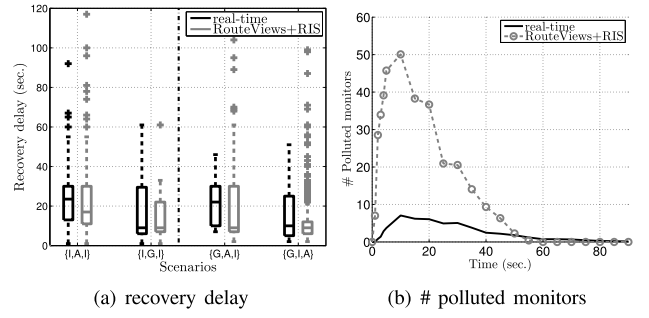 real-time
RouteViews+RIS
120
100
80
60
40
20
0
Recovery delay (sec.)
{I,A,I} {I,G,I} {G,A,I} {G,I,A}
Scenarios
(a) recovery delay
real-time
RouteViews+RIS
60
50
40
30
20
10
0
# Polluted monitors
0 20 40 60 80
Time (sec.)
(b) # polluted monitors